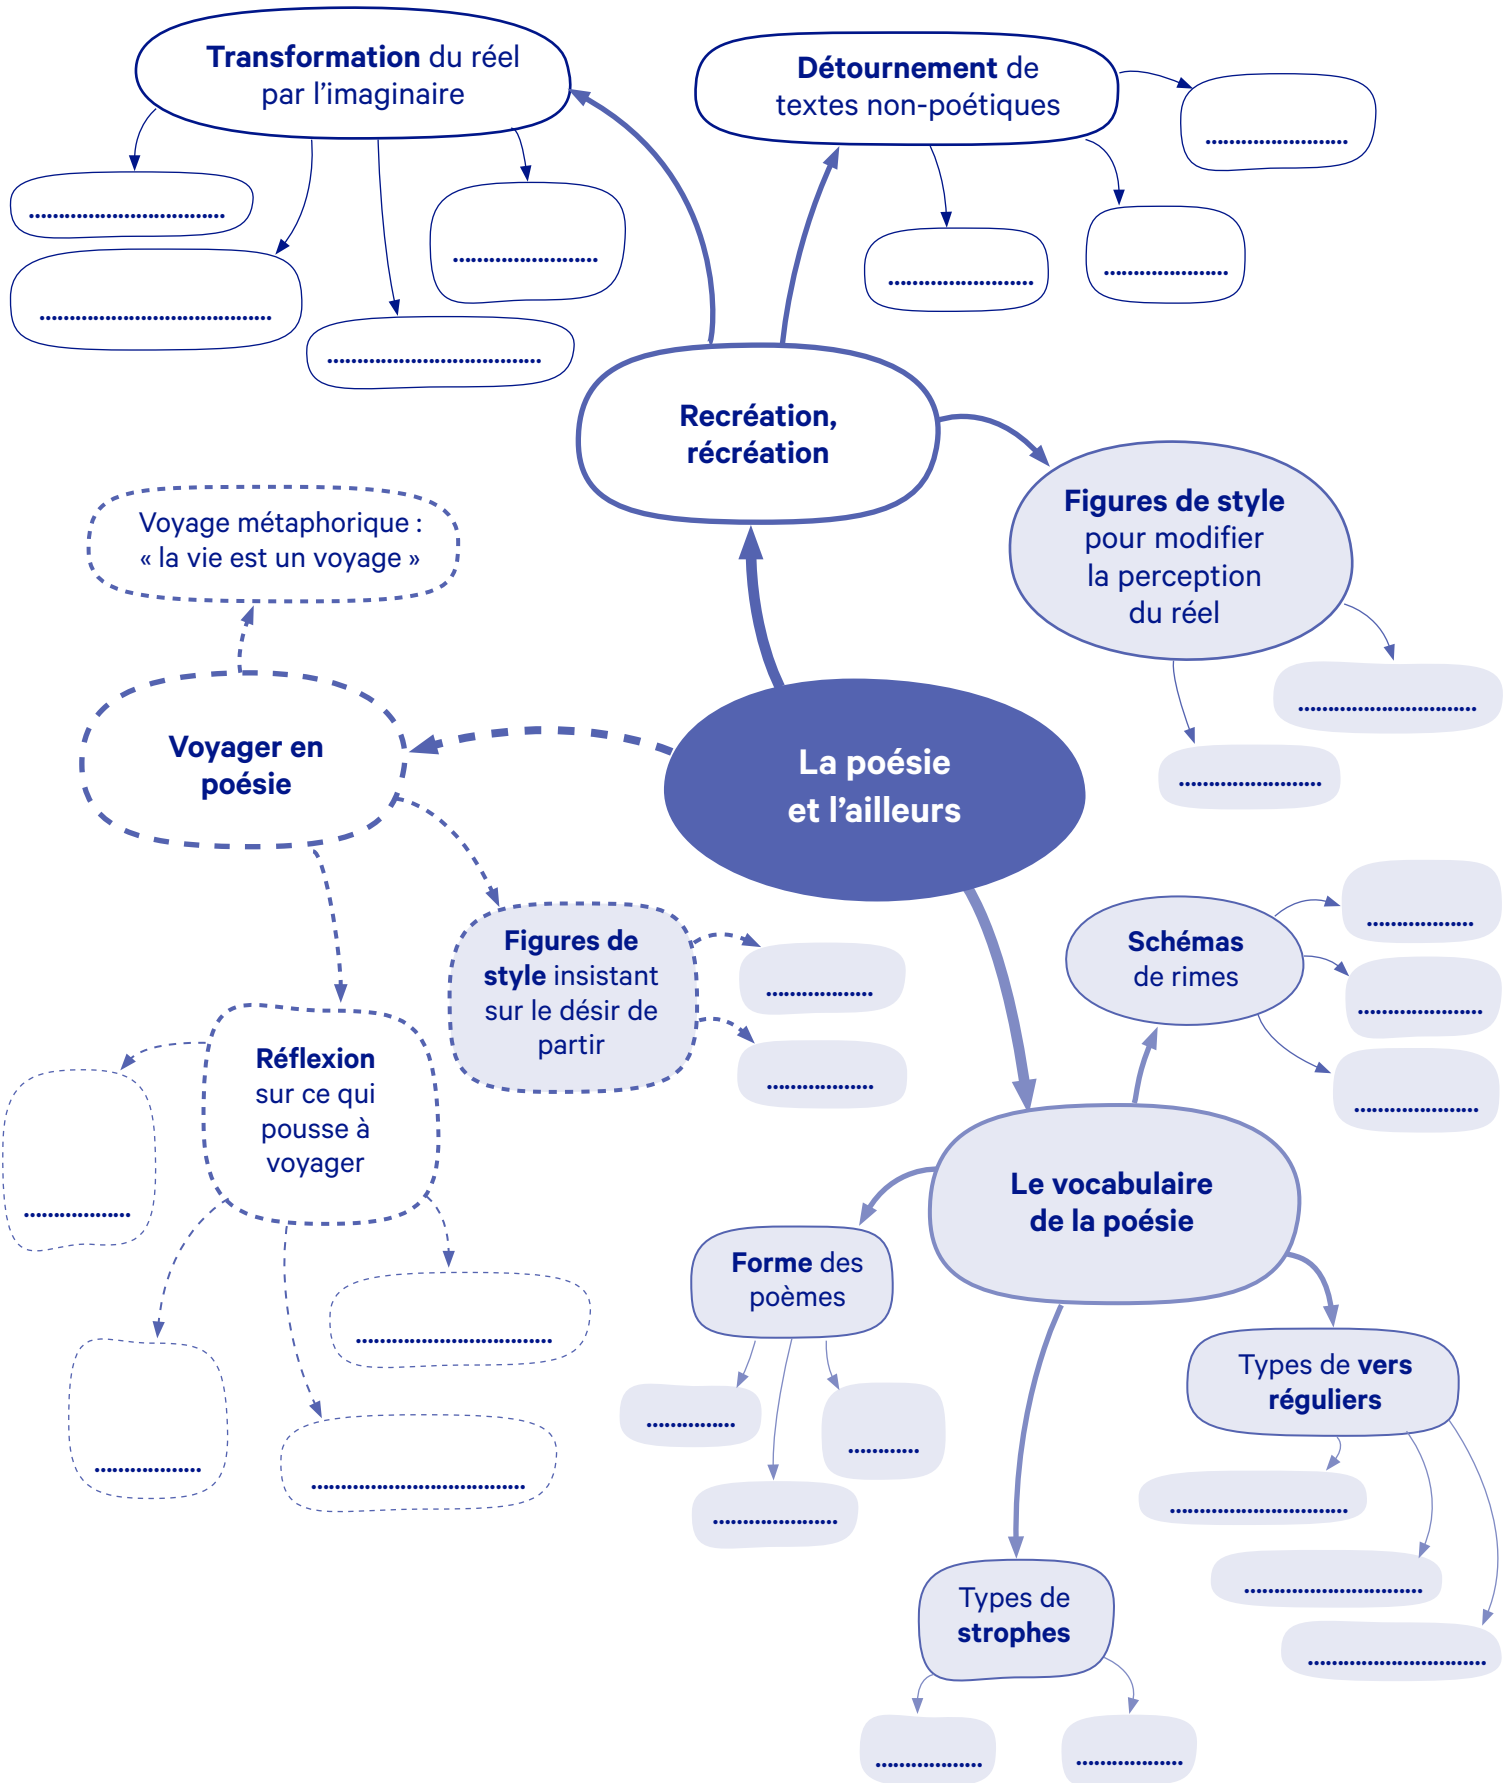 Transformation du réel
par l’imaginaire
Détournement de
textes non-poétiques
Recréation,
récréation
Figures de style
pour modifier
la perception
du réel
Voyage métaphorique :
« la vie est un voyage »
Voyager en
poésie
La poésie
et l’ailleurs
Figures de
style insistant
sur le désir de
partir
Schémas
de rimes
Réflexion
sur ce qui
pousse à
voyager
Le vocabulaire
de la poésie
Forme des
poèmes
Types de vers
réguliers
Types de
strophes